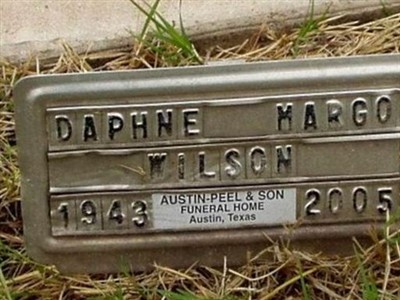 DAPHNE MARGO
WILSON
1943 2005
AUSTIN-PEEL & SON
FUNERAL HOME
Austin, Texas